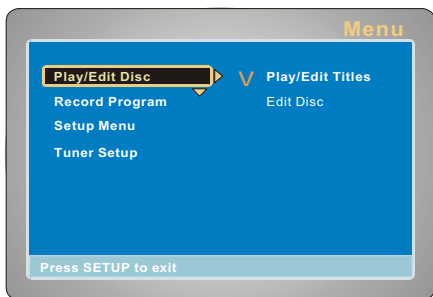 Menu
Play/Edit Disc
V Play/Edit Titles
Record Program
Edit Disc
Setup Menu
Tuner Setup
Press SETUP to exit